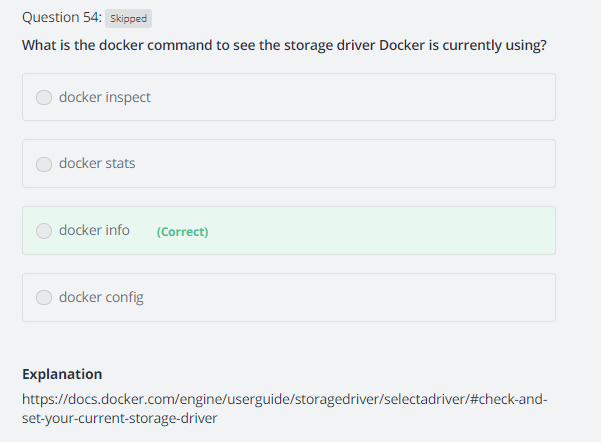 Question 54: Skipped
What is the docker command to see the storage driver Docker is currently using?
docker inspect
docker stats
docker info (Correct)
docker config
Explanation
https://docs.docker.com/engine/userguide/storagedriver/selectadriver/#check-and-
set-your-current-storage-driver